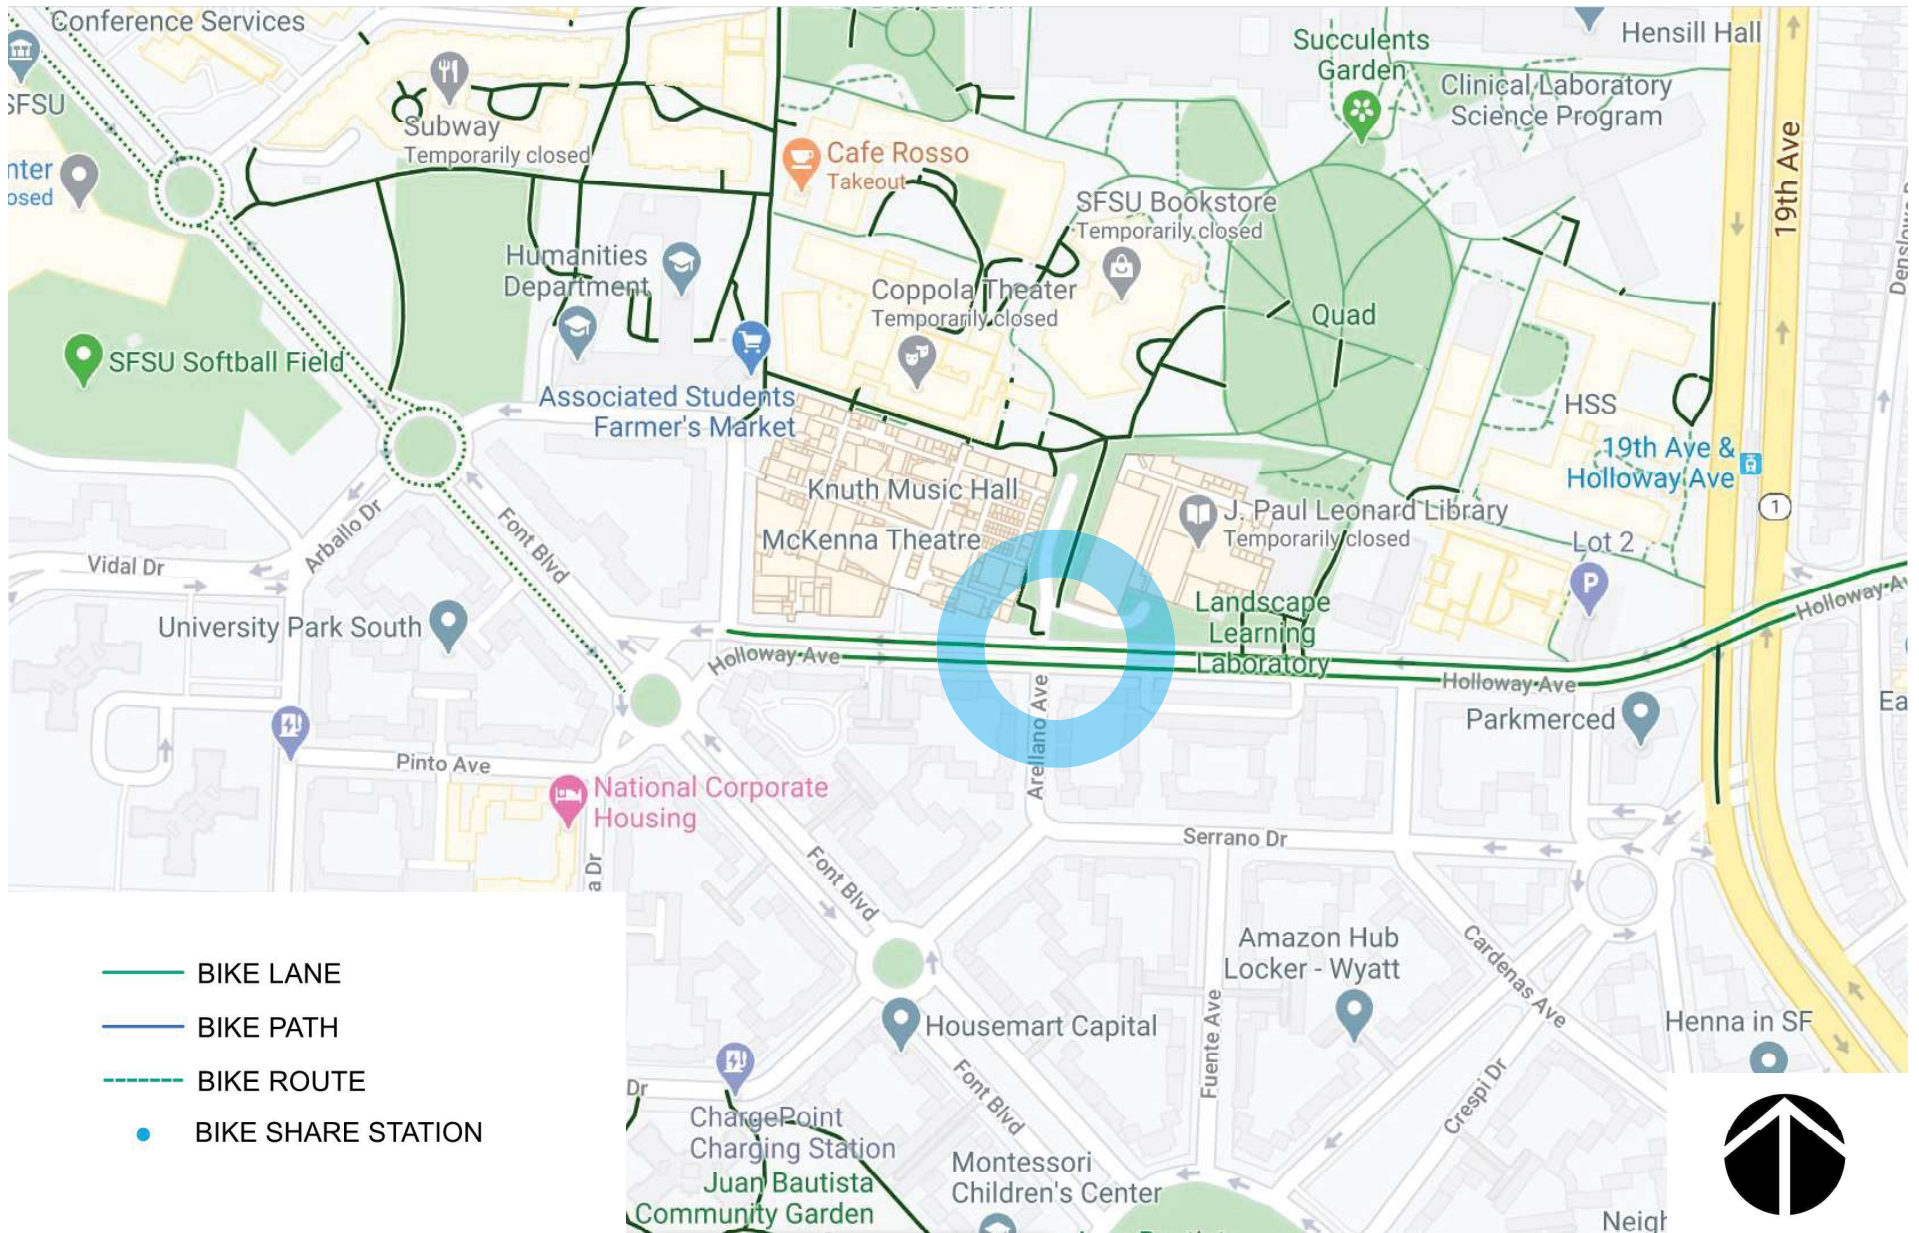 Conference Services
Hensill Hall
Succulents
Garden
Clinical Laboratory
Science Program
SFSU
Subway
Temporarily closed
19th Ave
Cafe Rosso
Takeout
SFSU Bookstore
Temporarily closed
Humanities
Department
Coppola Theater
Temporarily closed
Quad
SFSU Softball Field
Associated Students
Farmer's Market
HSS
19th Ave &
Holloway Ave
Knuth Music Hall
McKenna Theatre
J. Paul Leonard Library
Temporarily closed
1
Lot 2
P
Font Blvd
Arballo Dr
Vidal Dr
University Park South
Landscape
Learning
Laboratory
Holloway Ave
Holloway Ave
Holloway Av
Parkmerced
Arellano Ave
Pinto Ave
National Corporate
Housing
Serrano Dr
Font Blvd
a Dr
Amazon Hub
Locker - Wyatt
Cardenas Ave
Housemart Capital
Henna in SF
Fuente Ave
Font Blvd
Crespi Dr
Dr
ChargePoint
Charging Station
Juan Bautista
Community Garden
Montessori
Children's Center
BIKE LANE
BIKE PATH
BIKE ROUTE
BIKE SHARE STATION